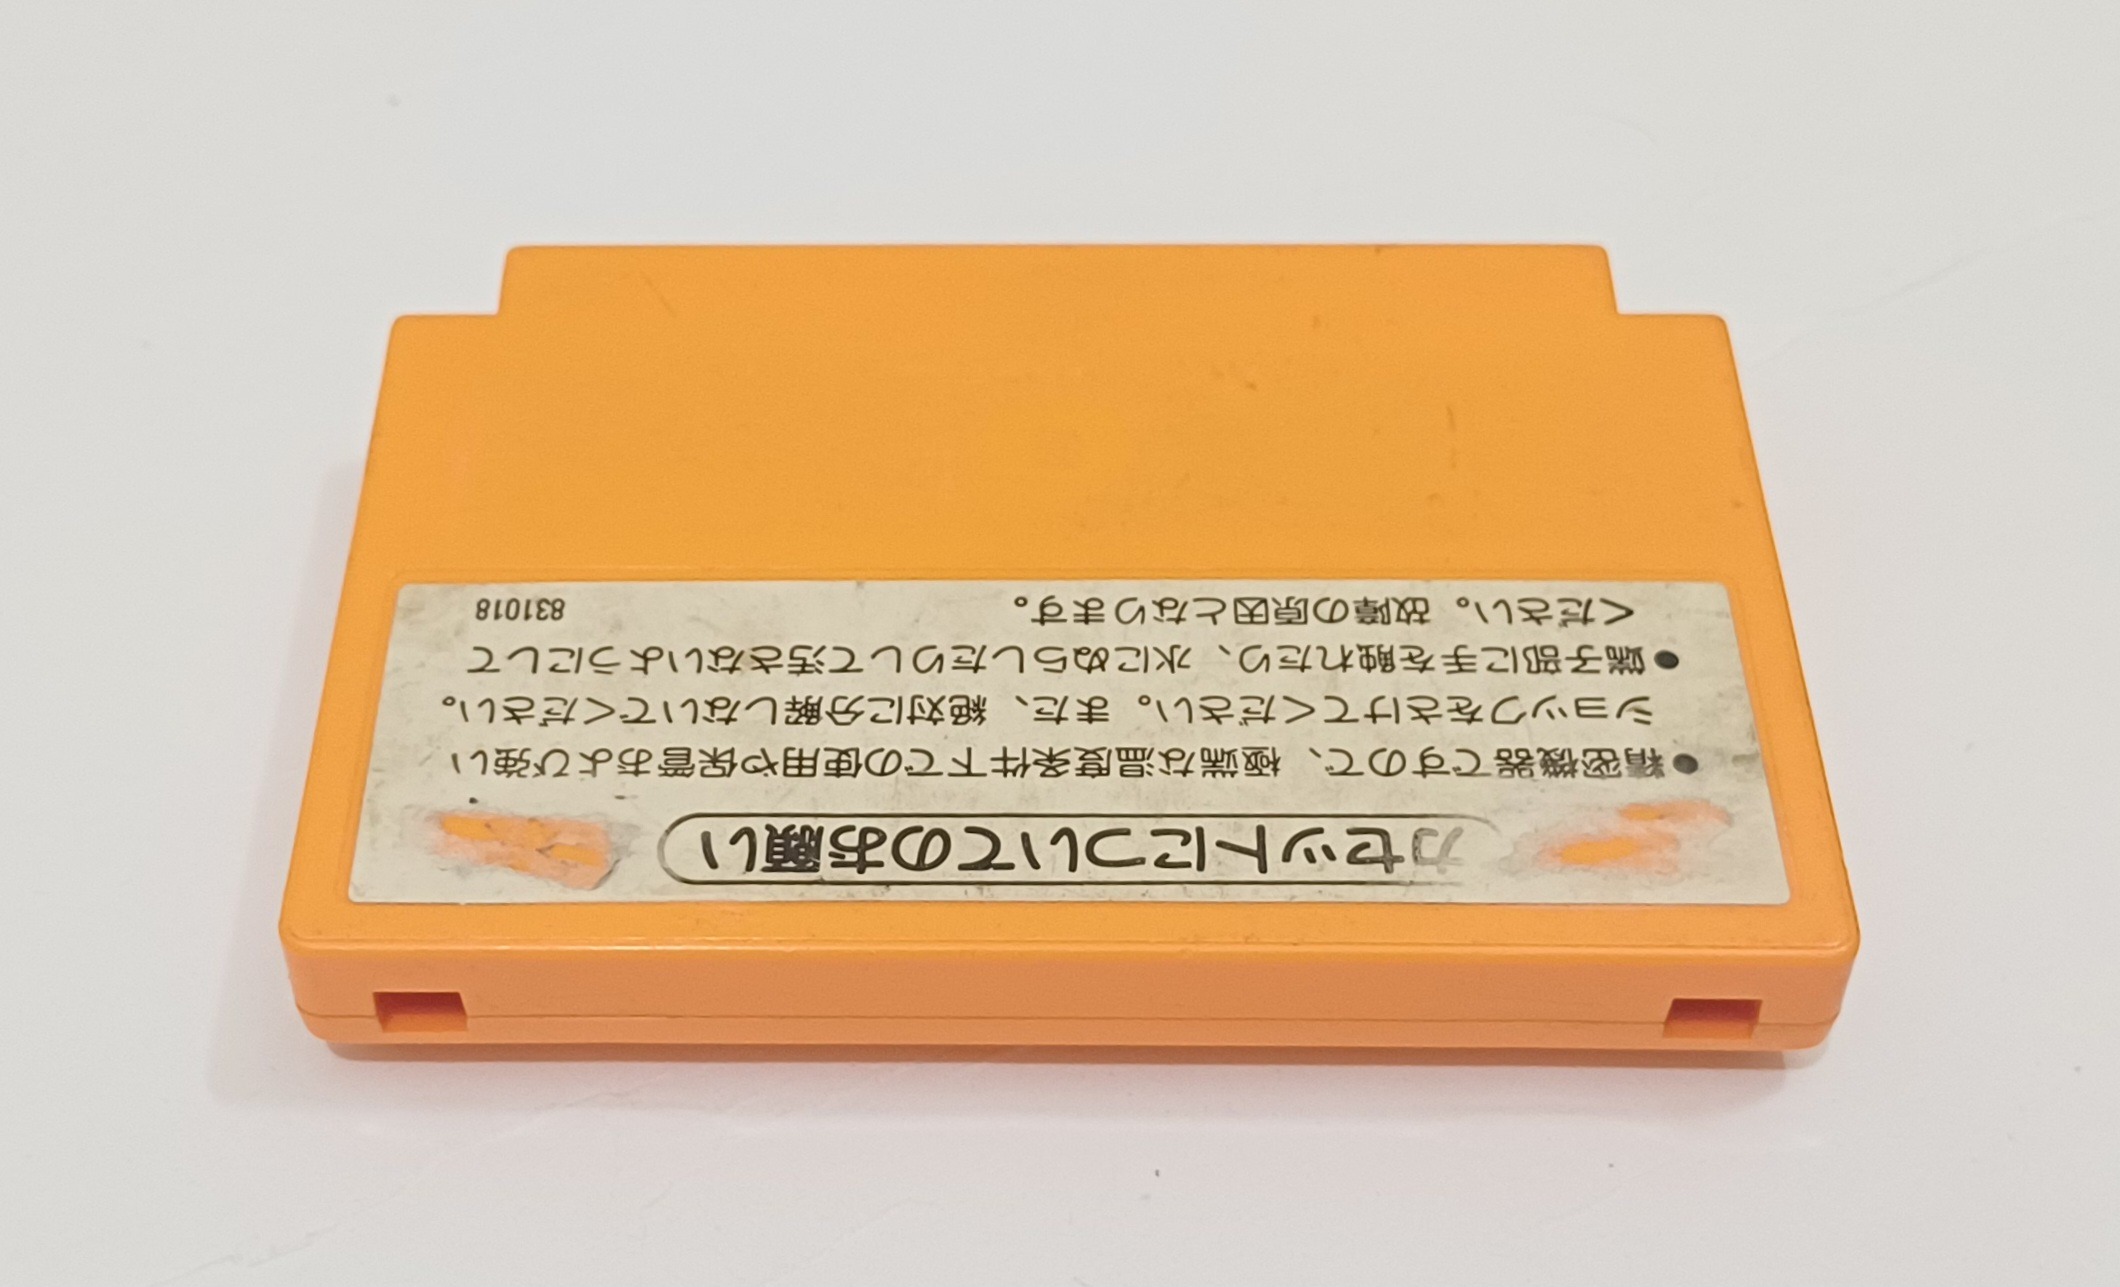 カセットについてのお願い
●精密機器ですので、極端な温度条件下での使用や保管および強い
ショックをさけてください。また、絶対に分解しないでください。
●端子部に手を触れたり、水にぬらしたりして汚さないようにして
ください。故障の原因となります。 831018